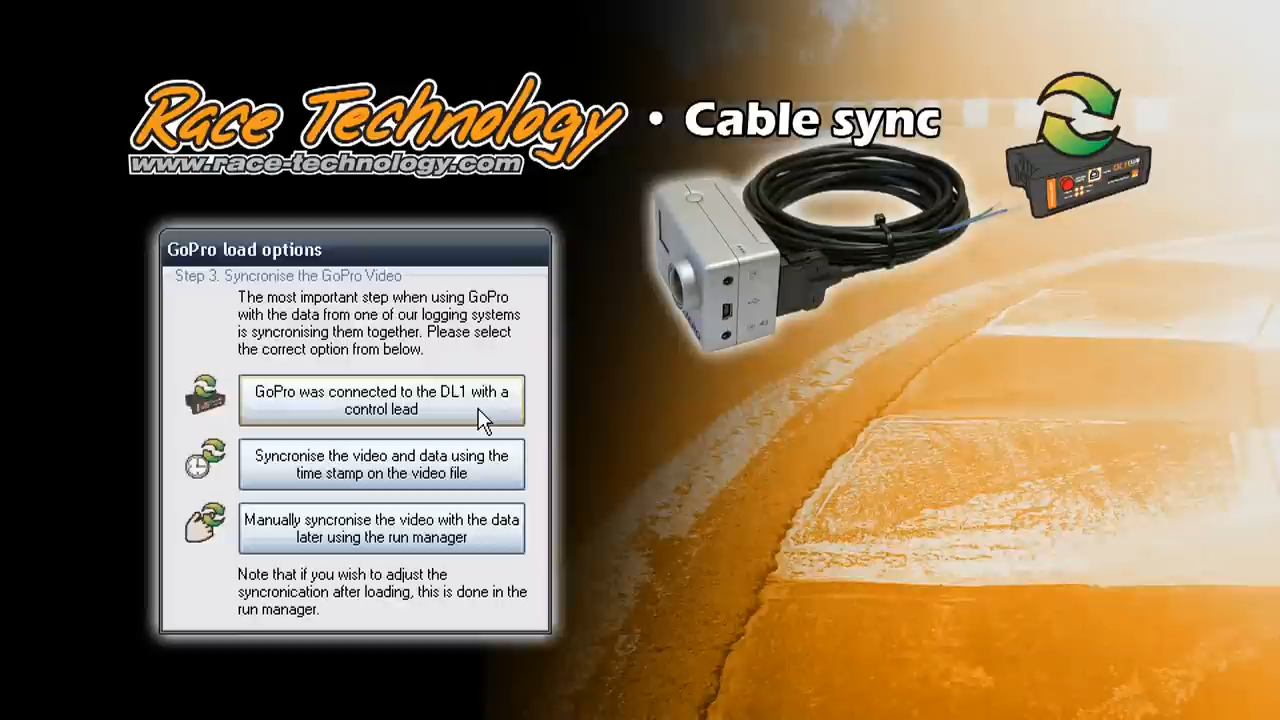 Race Technology
www.race-technology.com
• Cable sync
GoPro load options
Step 3. Syncronise the GoPro Video
The most important step when using GoPro
with the data from one of our logging systems
is syncronising them together. Please select
the correct option from below.
GoPro was connected to the DL1 with a
control lead
Syncronise the video and data using the
time stamp on the video file
Manually syncronise the video with the data
later using the run manager
Note that if you wish to adjust the
syncronication after loading, this is done in the
run manager.